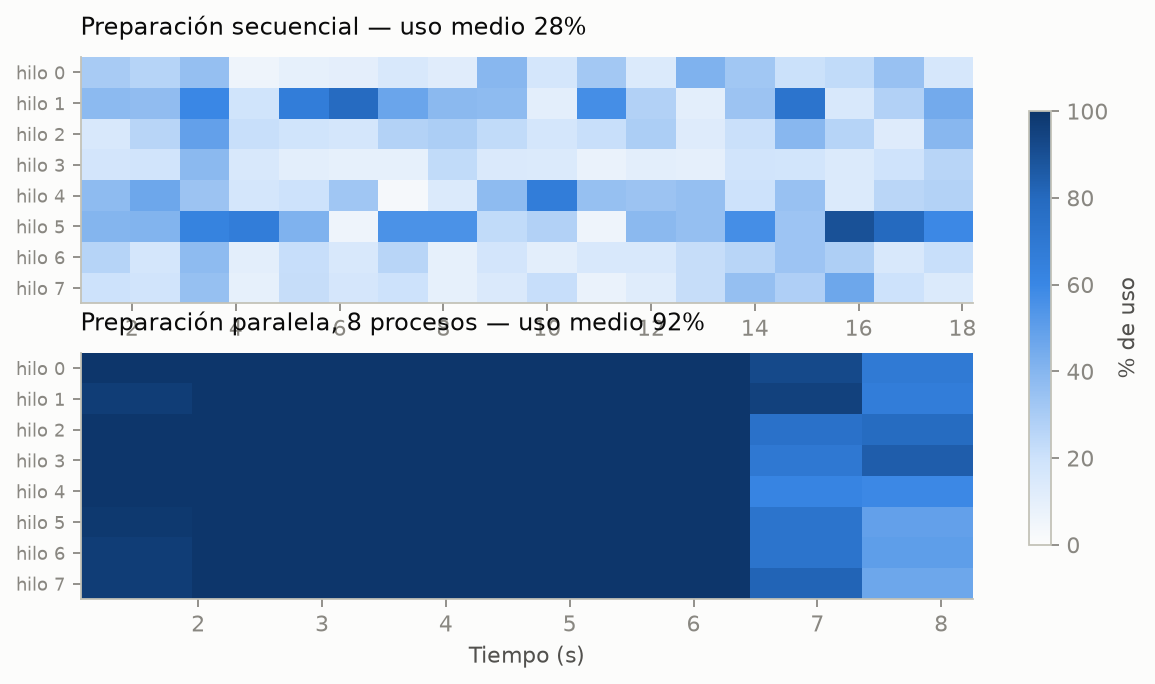 Preparación secuencial — uso medio 28%
hilo 0
hilo 1
hilo 2
hilo 3
hilo 4
hilo 5
hilo 6
hilo 7
2 4 6 8 10 12 14 16 18
Preparación paralela, 8 procesos — uso medio 92%
hilo 0
hilo 1
hilo 2
hilo 3
hilo 4
hilo 5
hilo 6
hilo 7
2 3 4 5 6 7 8
Tiempo (s)
100
80
60
40
20
0
% de uso